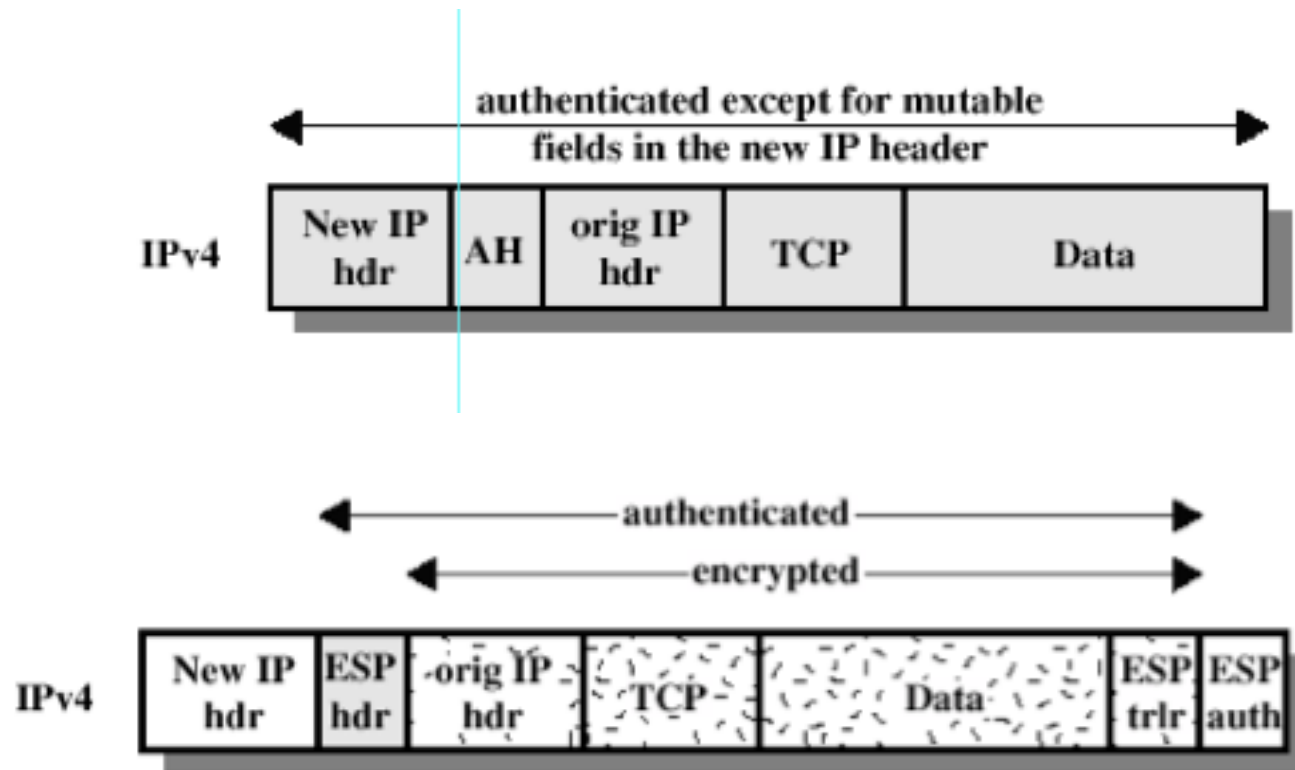 authenticated except for mutable
fields in the new IP header
IPv4
New IP
hdr
AH
orig IP
hdr
TCP
Data
authenticated
encrypted
IPv4
New IP
hdr
ESP
hdr
orig IP
hdr
TCP
Data
ESP
trlr
ESP
auth